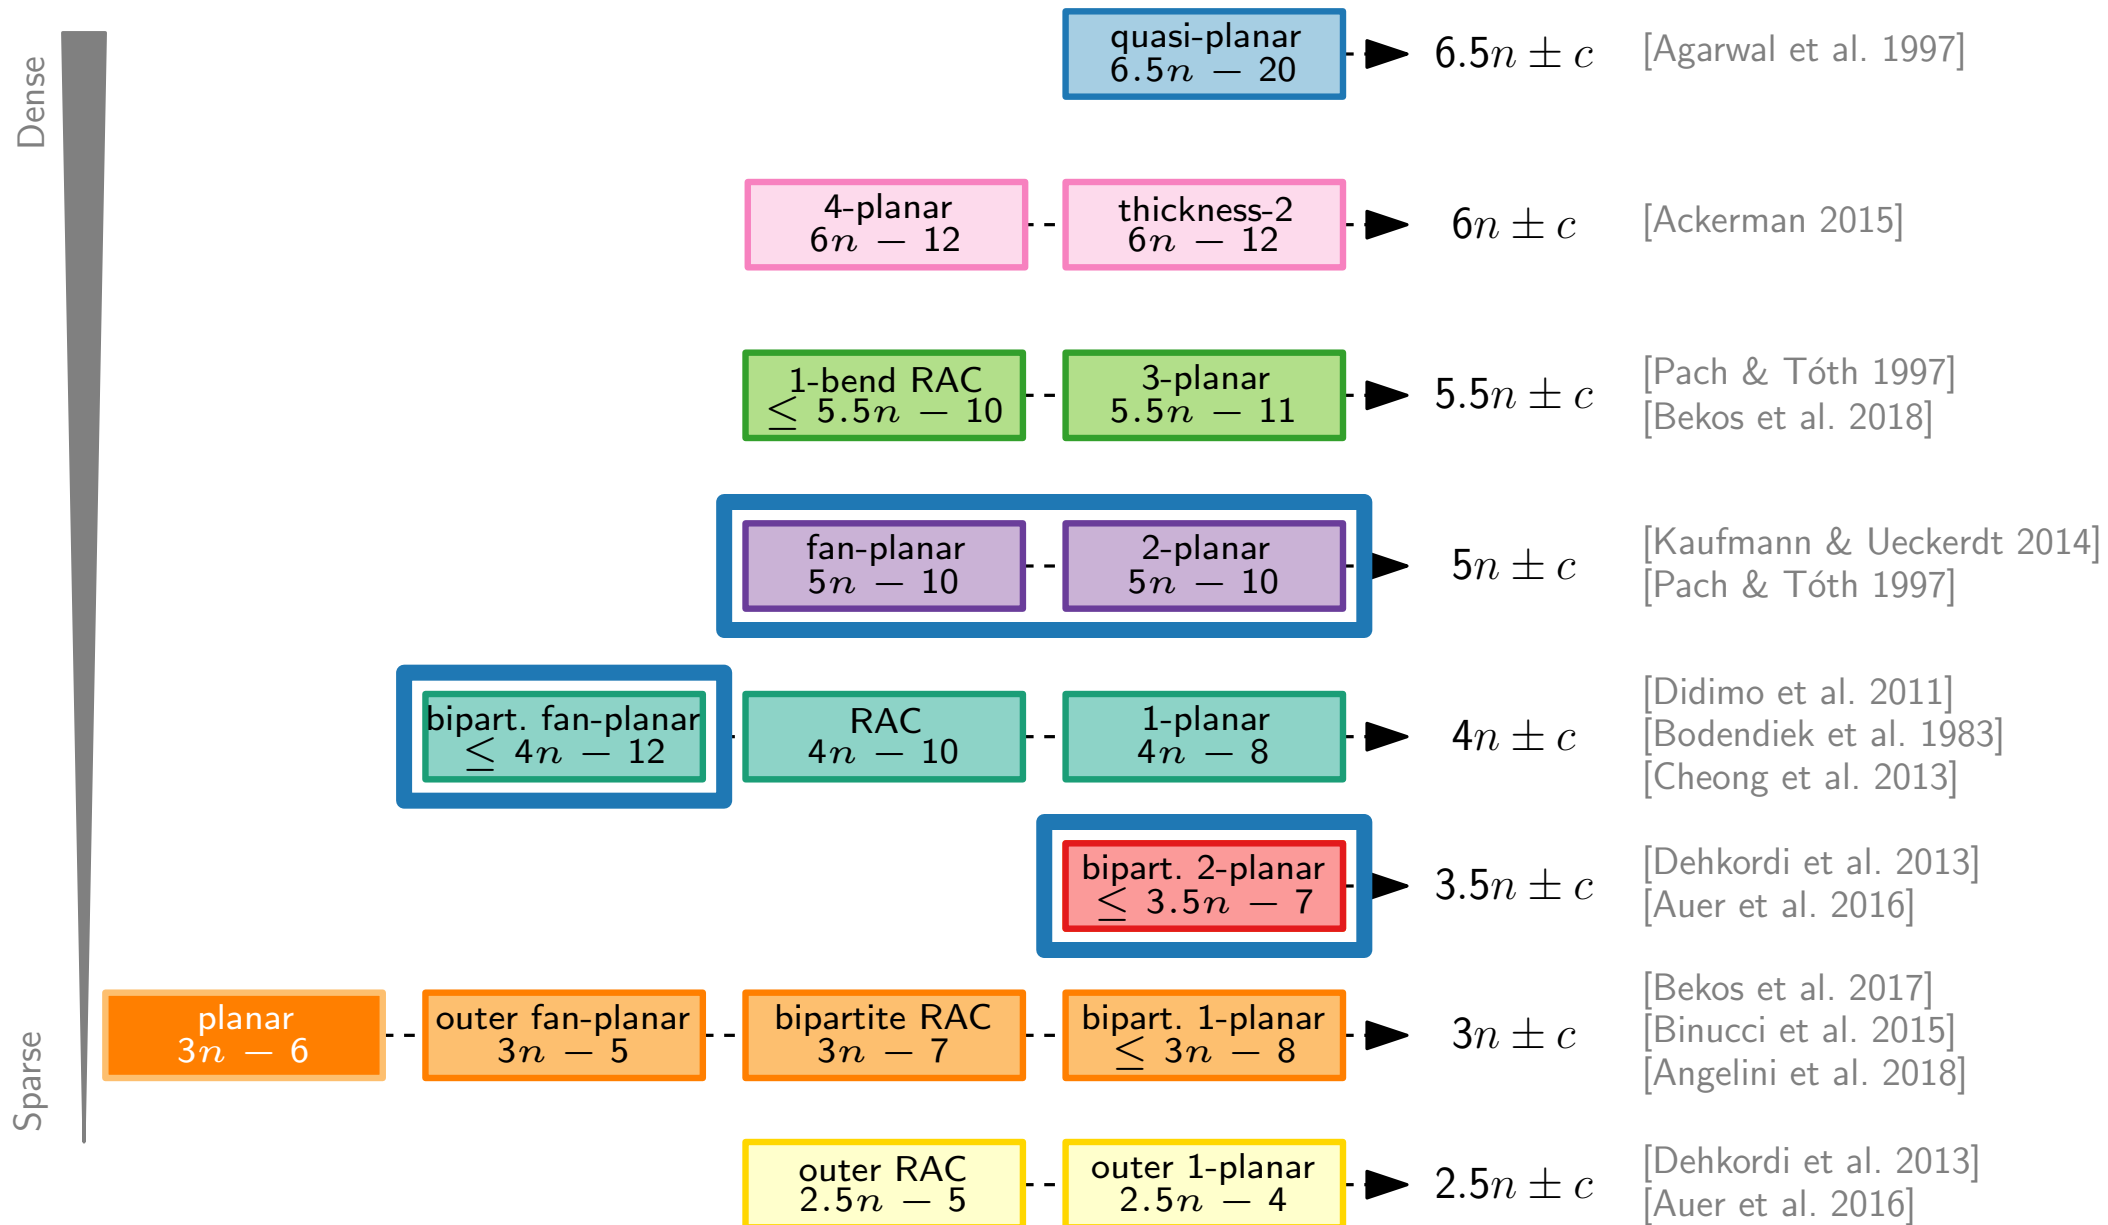 Dense
quasi-planar
6.5n − 20
6.5n ± c
[Agarwal et al. 1997]
4-planar
6n − 12
thickness-2
6n − 12
6n ± c
[Ackerman 2015]
1-bend RAC
≤ 5.5n − 10
3-planar
5.5n − 11
5.5n ± c
[Pach & Tóth 1997]
[Bekos et al. 2018]
fan-planar
5n − 10
2-planar
5n − 10
5n ± c
[Kaufmann & Ueckerdt 2014]
[Pach & Tóth 1997]
bipart. fan-planar
≤ 4n − 12
RAC
4n − 10
1-planar
4n − 8
4n ± c
[Didimo et al. 2011]
[Bodendiek et al. 1983]
[Cheong et al. 2013]
bipart. 2-planar
≤ 3.5n − 7
3.5n ± c
[Dehkordi et al. 2013]
[Auer et al. 2016]
Sparse
planar
3n − 6
outer fan-planar
3n − 5
bipartite RAC
3n − 7
bipart. 1-planar
≤ 3n − 8
3n ± c
[Bekos et al. 2017]
[Binucci et al. 2015]
[Angelini et al. 2018]
outer RAC
2.5n − 5
outer 1-planar
2.5n − 4
2.5n ± c
[Dehkordi et al. 2013]
[Auer et al. 2016]